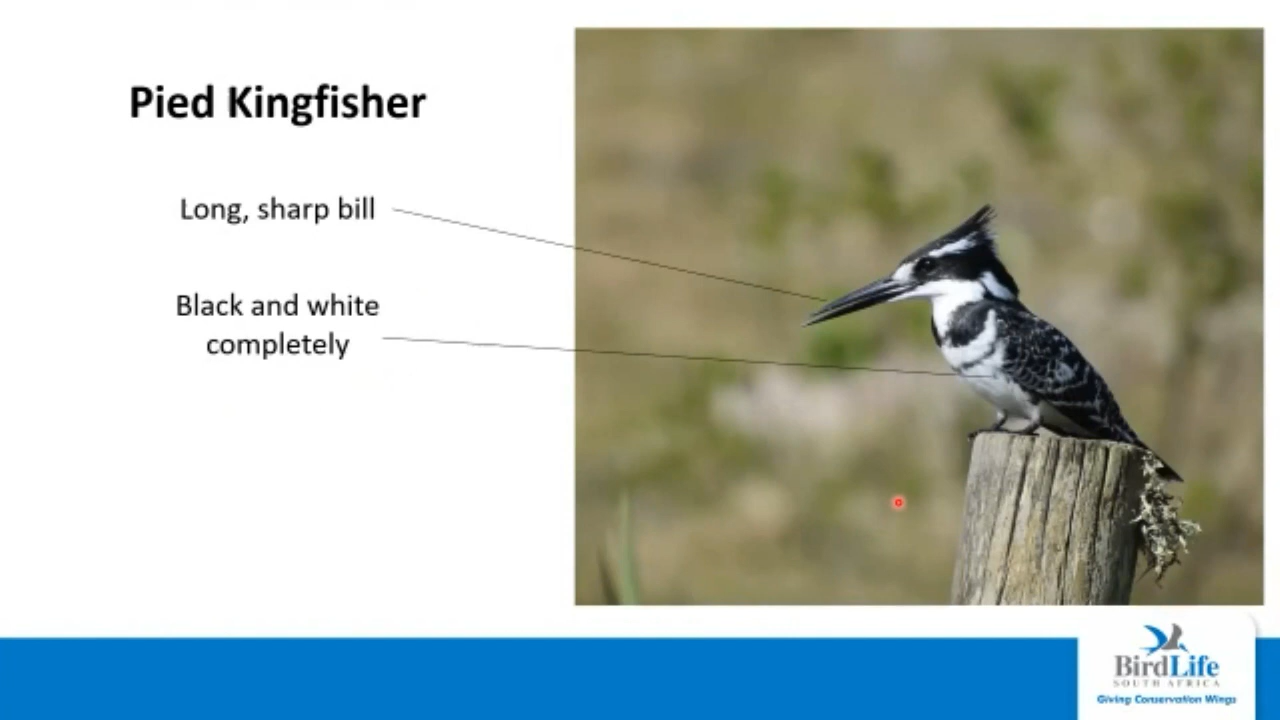 Pied Kingfisher
Long, sharp bill
Black and white
completely
BirdLife
SOUTH AFRICA
Giving Conservation Wings